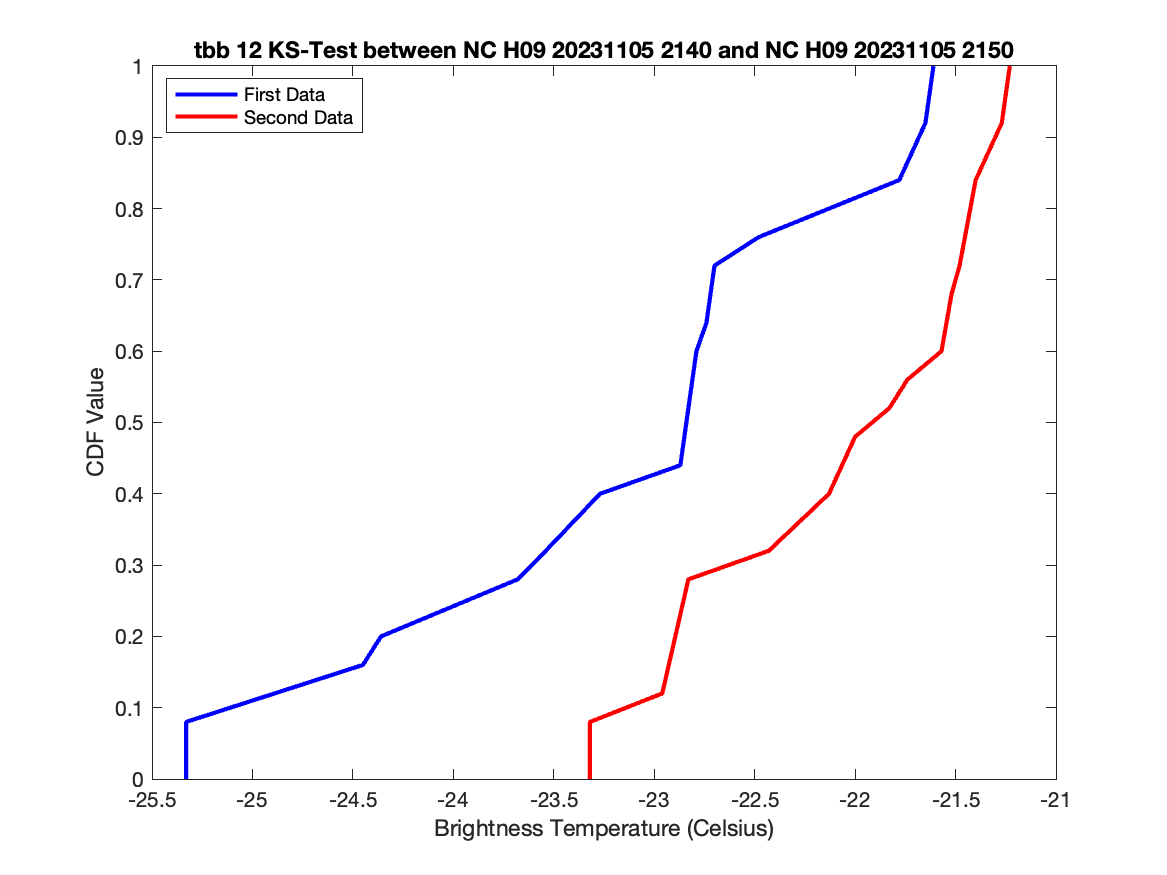 tbb 12 KS-Test between NC H09 20231105 2140 and NC H09 20231105 2150
First Data
Second Data
1
0.9
0.8
0.7
0.6
0.5
0.4
0.3
0.2
0.1
0
CDF Value
-25.5 -25 -24.5 -24 -23.5 -23 -22.5 -22 -21.5 -21
Brightness Temperature (Celsius)